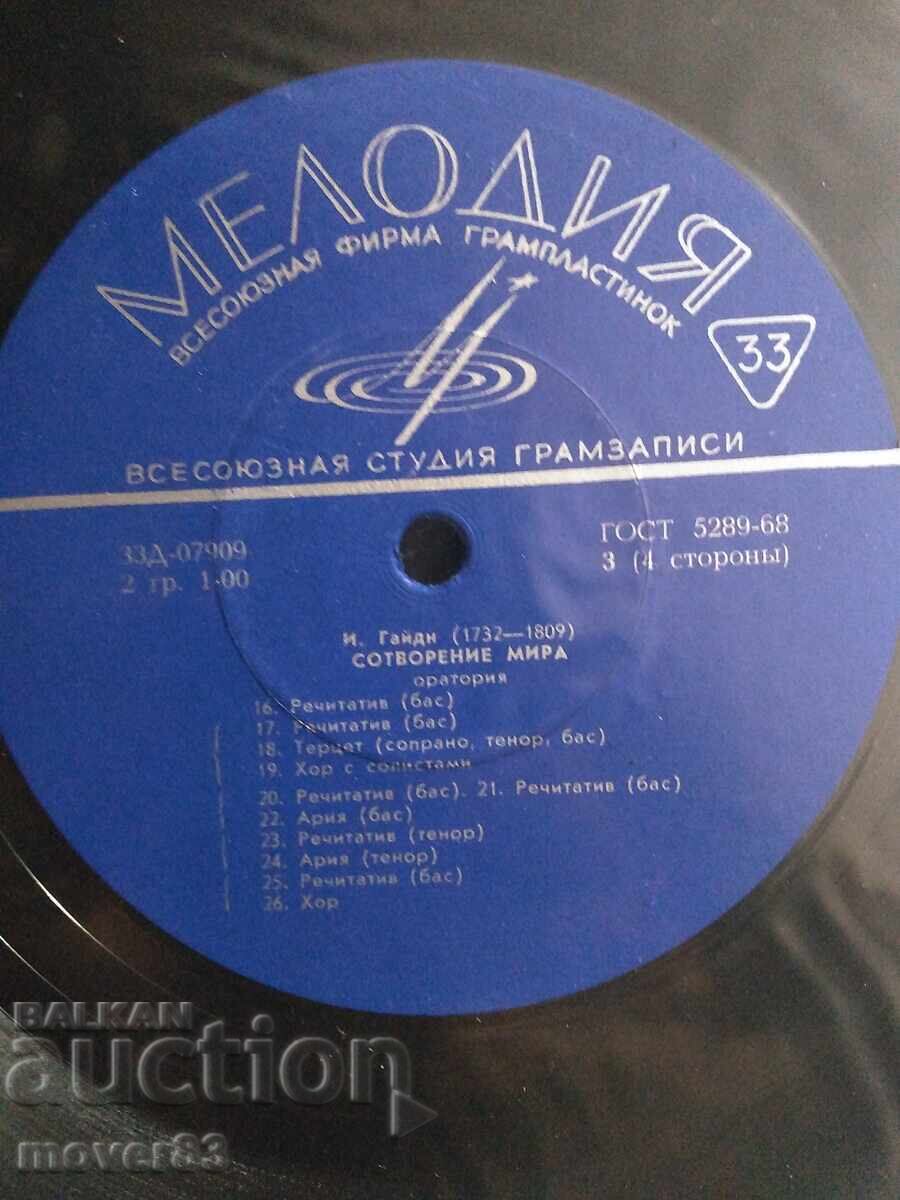 МЕЛОДИЯ
ВСЕСОЮЗНАЯ ФИРМА ГРАМПЛАСТИНОК
33
ВСЕСОЮЗНАЯ СТУДИЯ ГРАМЗАПИСИ
33Д-07909
2 гр. 1-00
ГОСТ 5289-68
3 (4 стороны)
И. Гайдн (1732—1809)
СОТВОРЕНИЕ МИРА
оратория
16. Речитатив (бас)
17. Речитатив (бас)
18. Терцет (сопрано, тенор, бас)
19. Хор с солистами
20. Речитатив (бас). 21. Речитатив (бас)
22. Ария (бас)
23. Речитатив (тенор)
24. Ария (тенор)
25. Речитатив (бас)
26. Хор
BALKAN
auction
mover83